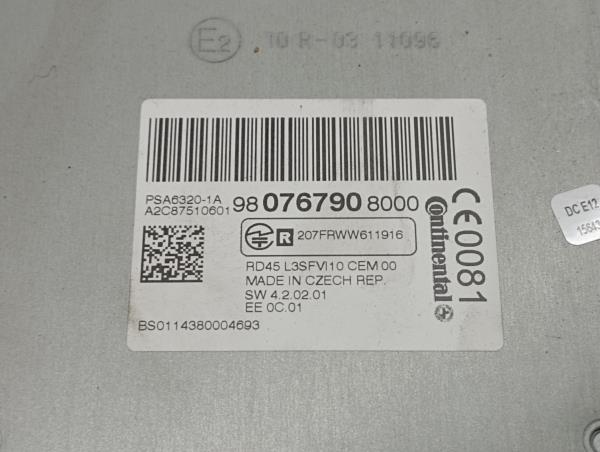 E2 10 R-03 11096
PSA6320-1A
A2C87510601
98 076790 8000
R 207FRWW611916
RD45 L3SFVI10 CEM 00
MADE IN CZECH REP.
SW 4.2.02.01
EE 0C.01
BS0114380004693
Continental
CE0081
DC E12
1564